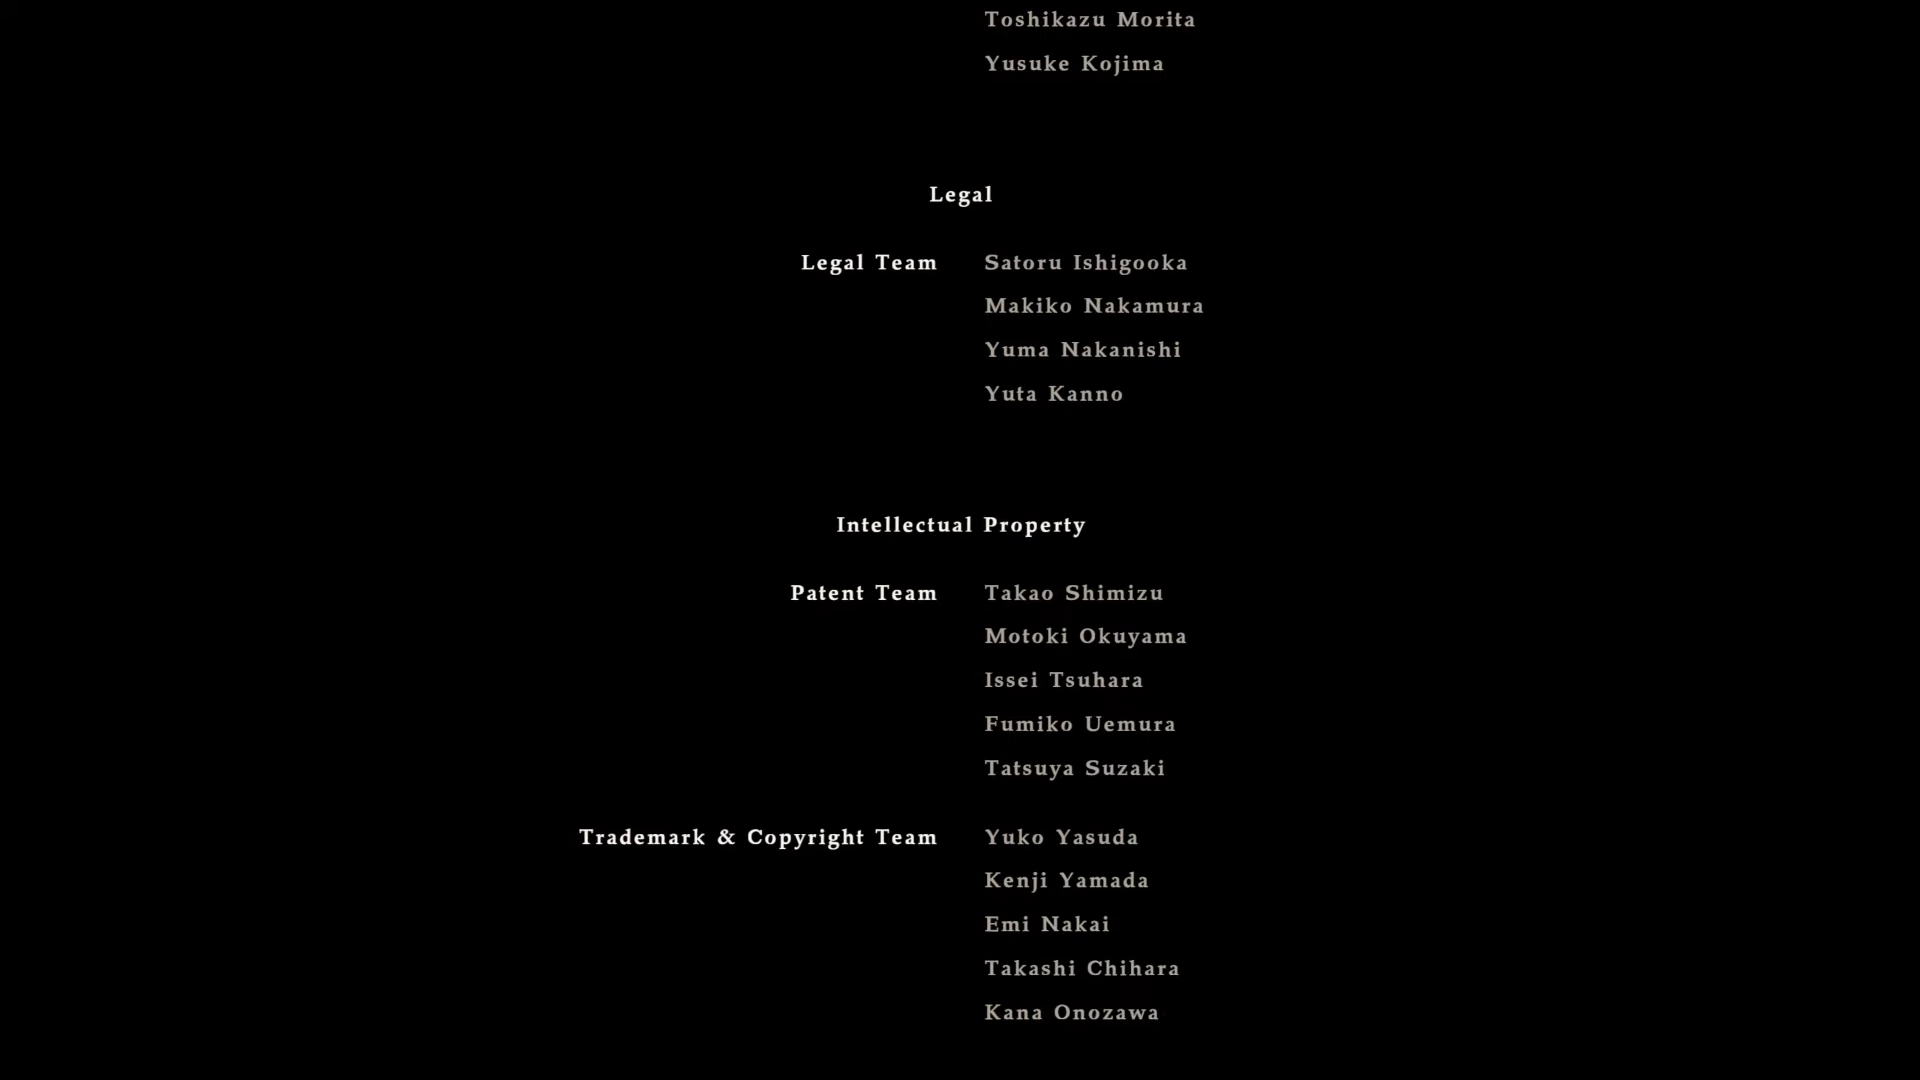 Toshikazu Morita
Yusuke Kojima
Legal
Legal Team Satoru Ishigooka
Makiko Nakamura
Yuma Nakanishi
Yuta Kanno
Intellectual Property
Patent Team Takao Shimizu
Motoki Okuyama
Issei Tsuhara
Fumiko Uemura
Tatsuya Suzaki
Trademark & Copyright Team Yuko Yasuda
Kenji Yamada
Emi Nakai
Takashi Chihara
Kana Onozawa